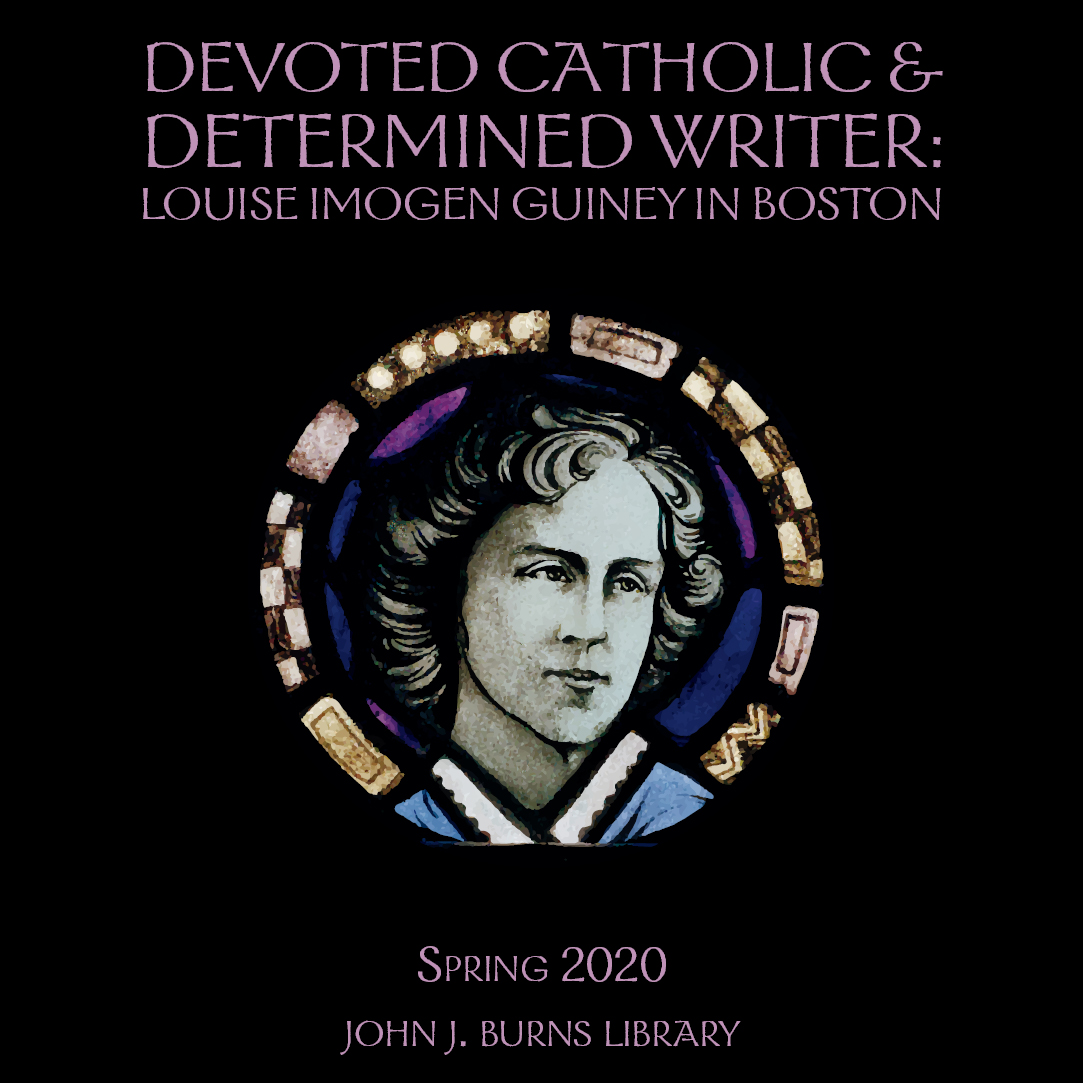 DEVOTED CATHOLIC &
DETERMINED WRITER:
LOUISE IMOGEN GUINEY IN BOSTON
SPRING 2020
JOHN J. BURNS LIBRARY